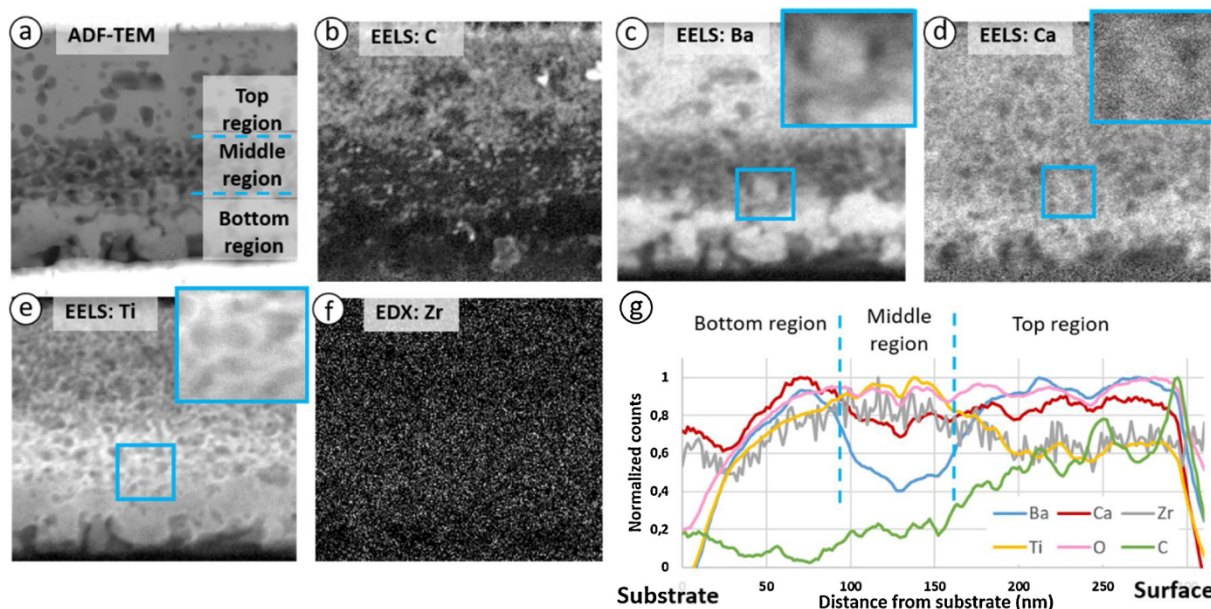 a
ADF-TEM
Top
region
Middle
region
Bottom
region
b
EELS: C
c
EELS: Ba
d
EELS: Ca
e
EELS: Ti
f
EDX: Zr
g
Bottom region
Middle
region
Top region
Normalized counts
1
0,8
0,6
0,4
0,2
0
Ba
Ca
Zr
Ti
O
C
50
100
150
200
250
Substrate
Distance from substrate (nm)
Surface